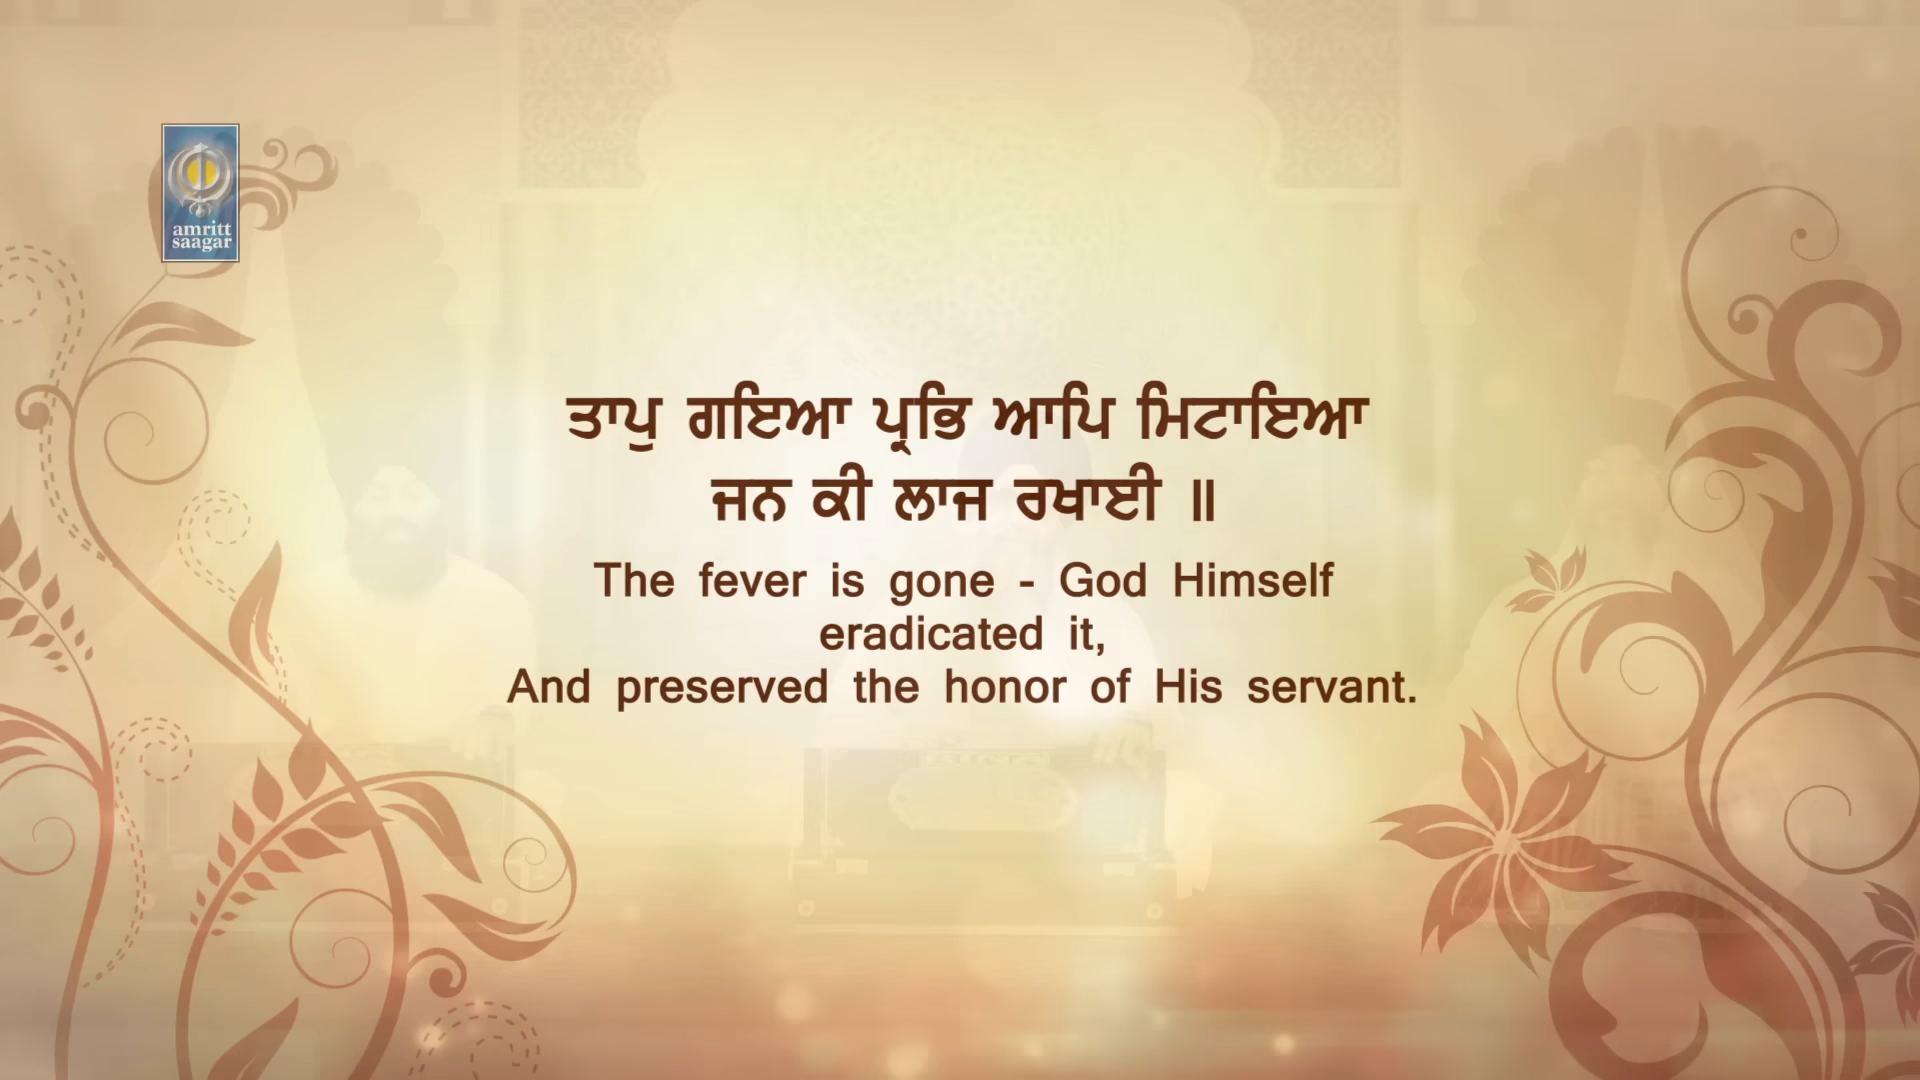 amritt
saagar
ਤਾਪੁ ਗਇਆ ਪ੍ਰਭਿ ਆਪਿ ਮਿਟਾਇਆ
ਜਨ ਕੀ ਲਾਜ ਰਖਾਈ ॥
The fever is gone - God Himself
eradicated it,
And preserved the honor of His servant.